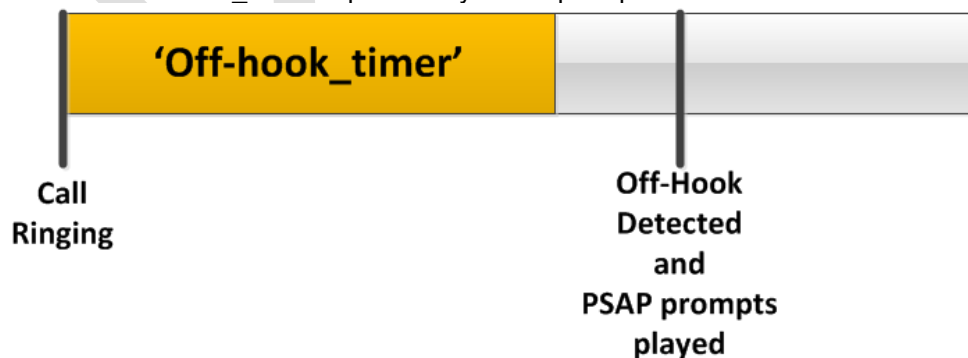 ‘Off-hook_timer’
Call
Ringing
Off-Hook
Detected
and
PSAP prompts
played